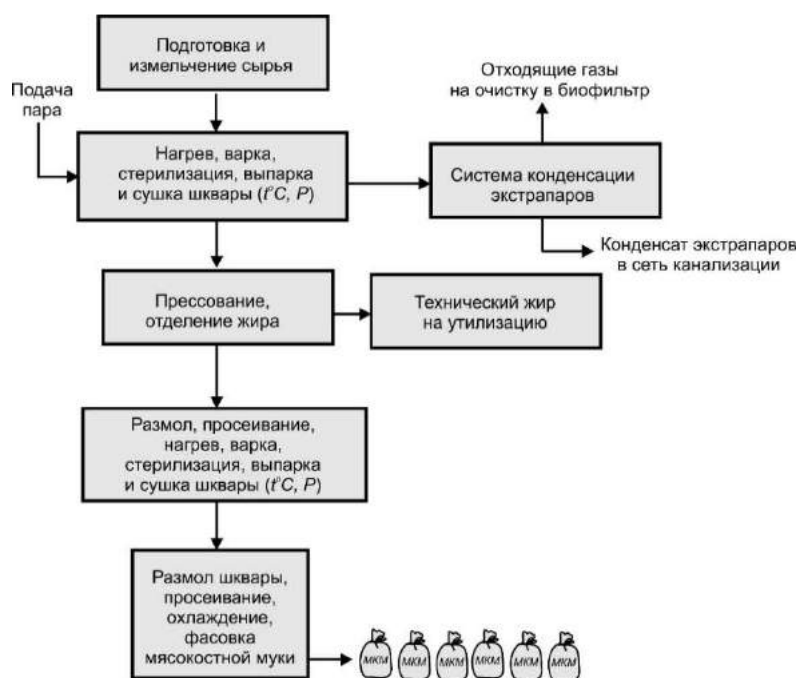 Подготовка и
измельчение сырья
Подача
пара
Отходящие газы
на очистку в биофильтр
Нагрев, варка,
стерилизация, выпарка
и сушка шквары (t°C, P)
Система конденсации
экстрапаров
Конденсат экстрапаров
в сеть канализации
Прессование,
отделение жира
Технический жир
на утилизацию
Размол, просеивание,
нагрев, варка,
стерилизация, выпарка
и сушка шквары (t°C, P)
Размол шквары,
просеивание,
охлаждение,
фасовка
мясокостной муки
МКМ МКМ МКМ МКМ МКМ МКМ